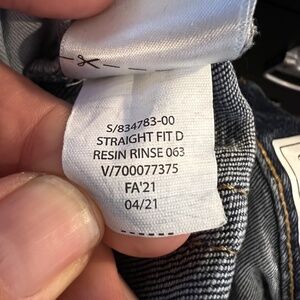 S/834783-00
STRAIGHT FIT D
RESIN RINSE 063
V/700077375
FA'21
04/21